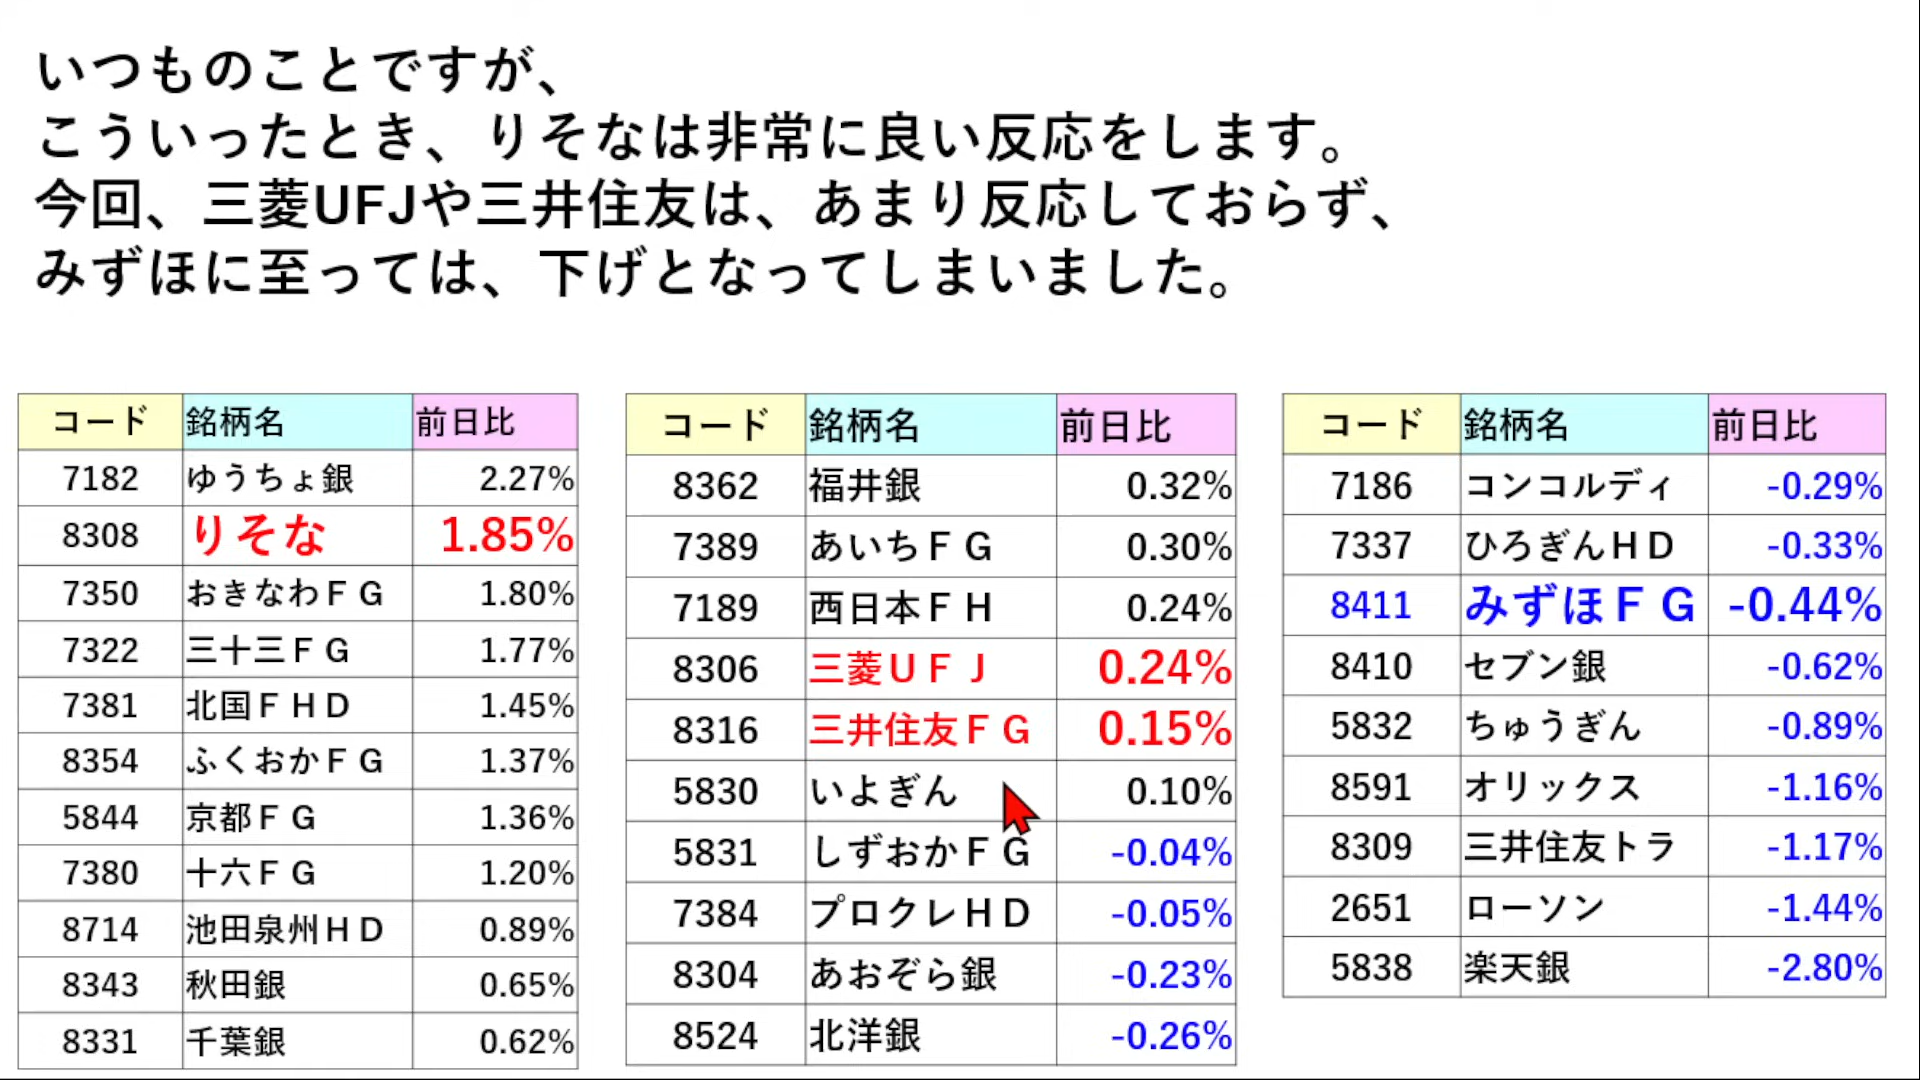 いつものことですが、
こういったとき、りそなは非常に良い反応をします。
今回、三菱UFJや三井住友は、あまり反応しておらず、
みずほに至っては、下げとなってしまいました。
コード 銘柄名 前日比
7182 ゆうちょ銀 2.27%
8308 りそな 1.85%
7350 おきなわＦＧ 1.80%
7322 三十三ＦＧ 1.77%
7381 北国ＦＨＤ 1.45%
8354 ふくおかＦＧ 1.37%
5844 京都ＦＧ 1.36%
7380 十六ＦＧ 1.20%
8714 池田泉州ＨＤ 0.89%
8343 秋田銀 0.65%
8331 千葉銀 0.62%
コード 銘柄名 前日比
8362 福井銀 0.32%
7389 あいちＦＧ 0.30%
7189 西日本ＦＨ 0.24%
8306 三菱ＵＦＪ 0.24%
8316 三井住友ＦＧ 0.15%
5830 いよぎん 0.10%
5831 しずおかＦＧ -0.04%
7384 プロクレＨＤ -0.05%
8304 あおぞら銀 -0.23%
8524 北洋銀 -0.26%
コード 銘柄名 前日比
7186 コンコルディ -0.29%
7337 ひろぎんＨＤ -0.33%
8411 みずほＦＧ -0.44%
8410 セブン銀 -0.62%
5832 ちゅうぎん -0.89%
8591 オリックス -1.16%
8309 三井住友トラ -1.17%
2651 ローソン -1.44%
5838 楽天銀 -2.80%